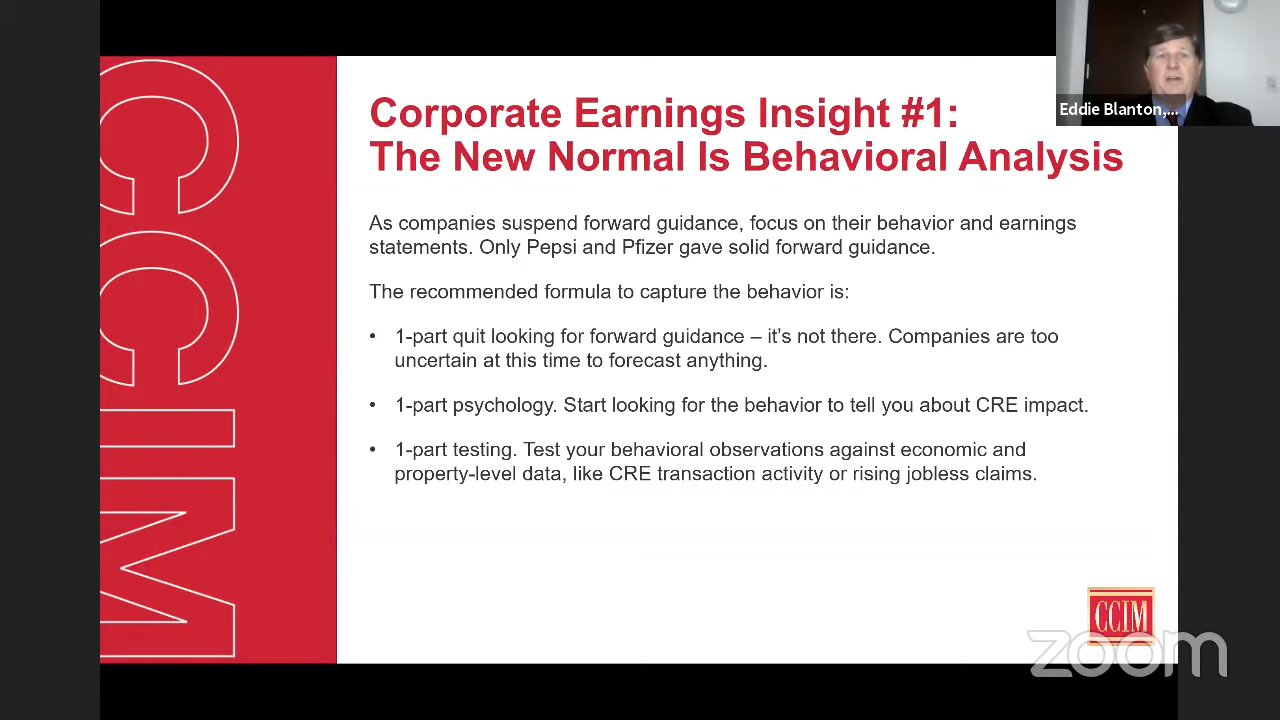 CCIM
Corporate Earnings Insight #1:
The New Normal Is Behavioral Analysis
Eddie Blanton,...
As companies suspend forward guidance, focus on their behavior and earnings
statements. Only Pepsi and Pfizer gave solid forward guidance.
The recommended formula to capture the behavior is:
• 1-part quit looking for forward guidance – it’s not there. Companies are too
uncertain at this time to forecast anything.
• 1-part psychology. Start looking for the behavior to tell you about CRE impact.
• 1-part testing. Test your behavioral observations against economic and
property-level data, like CRE transaction activity or rising jobless claims.
CCIM
zoom